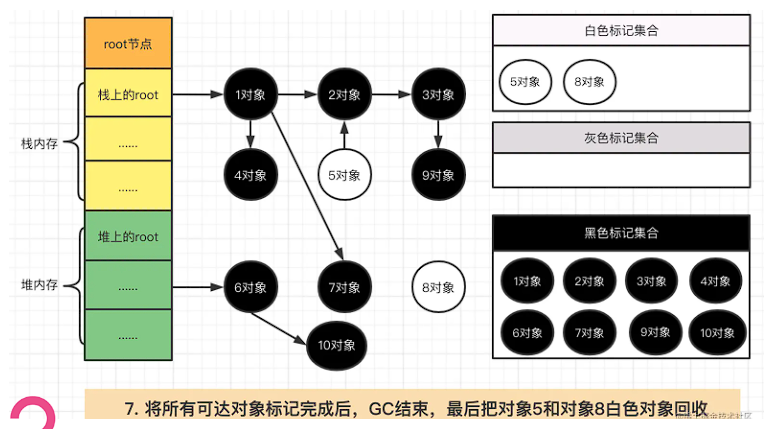 root节点
栈上的root
......
......
栈内存
堆上的root
......
......
堆内存
1对象
2对象
3对象
4对象
5对象
9对象
6对象
7对象
8对象
10对象
白色标记集合
5对象
8对象
灰色标记集合
黑色标记集合
1对象
2对象
3对象
4对象
6对象
7对象
9对象
10对象
7. 将所有可达对象标记完成后，GC结束，最后把对象5和对象8白色对象回收